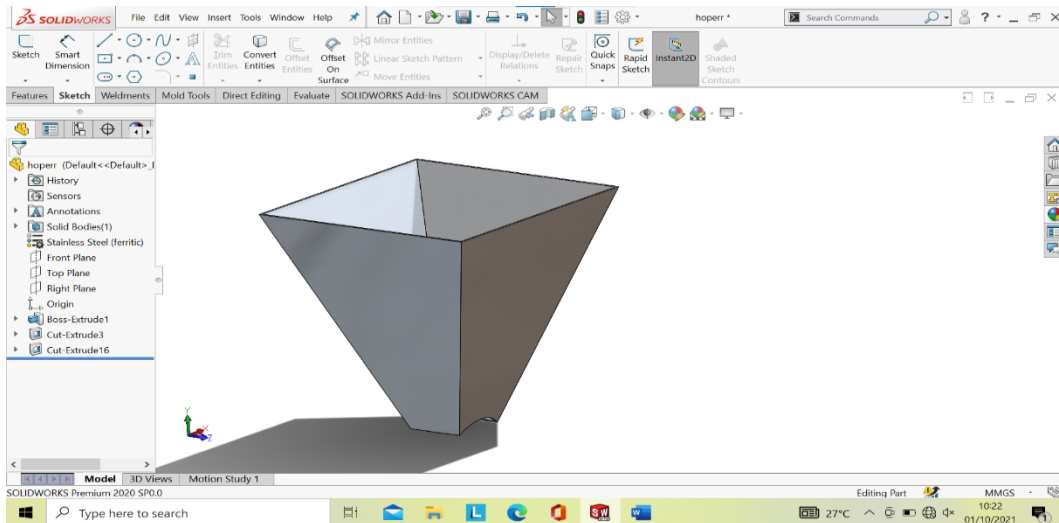 SOLIDWORKS File Edit View Insert Tools Window Help hoperr * Search Commands ?
Sketch Smart Dimension Trim Entities Convert Entities Offset Entities Offset On Surface Mirror Entities Linear Sketch Pattern Move Entities Display/Delete Relations Repair Sketch Quick Snaps Rapid Sketch Instant2D Shaded Sketch Contours
Features Sketch Weldments Mold Tools Direct Editing Evaluate SOLIDWORKS Add-Ins SOLIDWORKS CAM
hoperr (Default<<Default>_
History
Sensors
Annotations
Solid Bodies(1)
Stainless Steel (ferritic)
Front Plane
Top Plane
Right Plane
Origin
Boss-Extrude1
Cut-Extrude3
Cut-Extrude16
Y
Z
Model 3D Views Motion Study 1
SOLIDWORKS Premium 2020 SP0.0 Editing Part MMGS
Type here to search L 27°C 10:22
01/10/2021